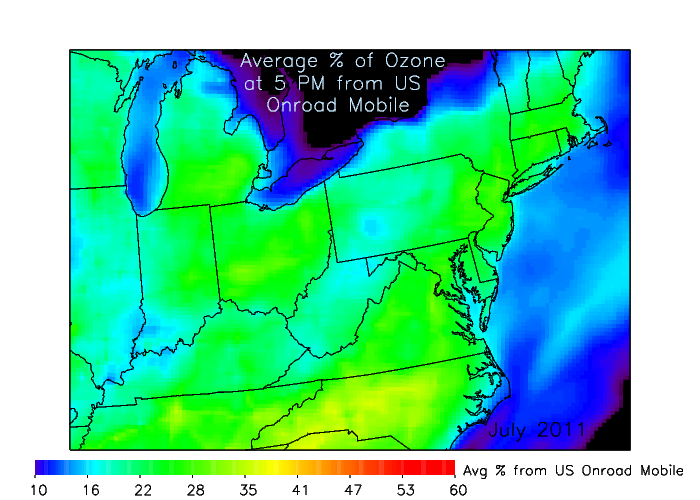 Average % of Ozone
at 5 PM from US
Onroad Mobile
July 2011
10 16 22 28 35 41 47 53 60 Avg % from US Onroad Mobile